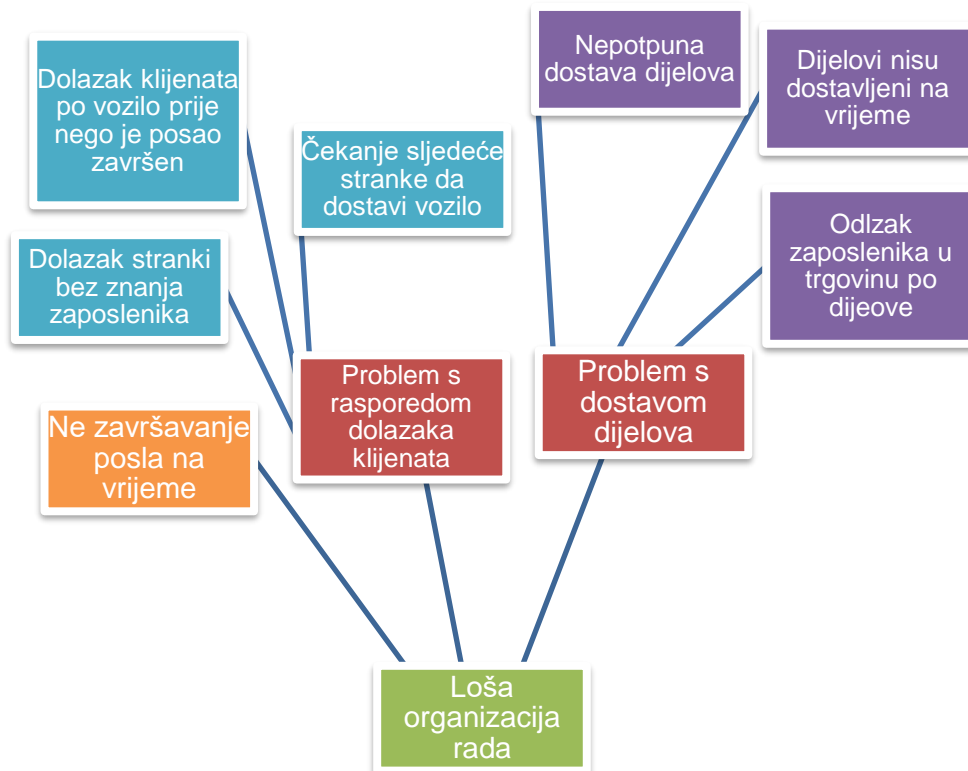 Dolazak klijenata
po vozilo prije
nego je posao
završen
Čekanje sljedeće
stranke da
dostavi vozilo
Nepotpuna
dostava dijelova
Dijelovi nisu
dostavljeni na
vrijeme
Dolazak stranki
bez znanja
zaposlenika
Odlzak
zaposlenika u
trgovinu po
dijeove
Ne završavanje
posla na
vrijeme
Problem s
rasporedom
dolazaka
klijenata
Problem s
dostavom
dijelova
Loša
organizacija
rada